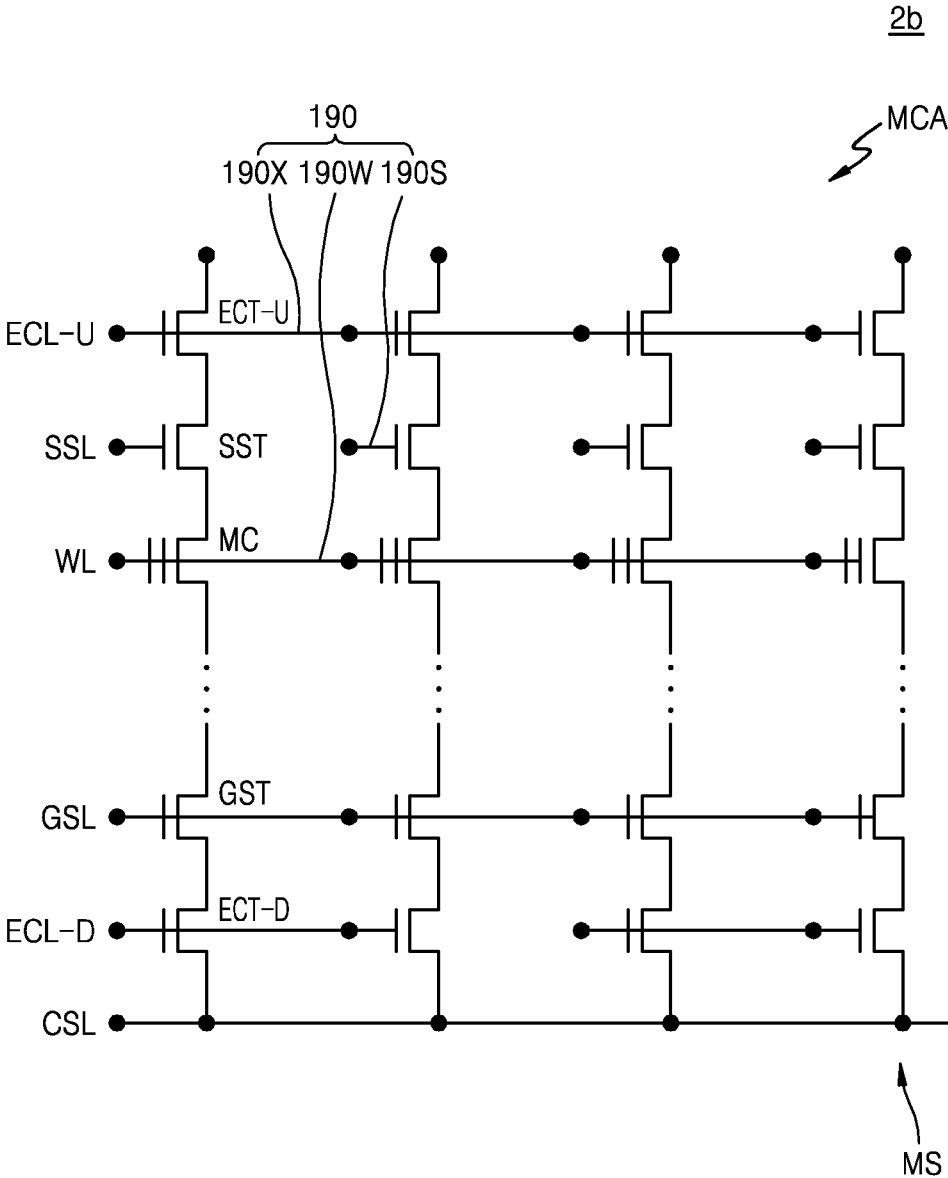 2b
MCA
190
190X 190W 190S
ECL-U
ECT-U
SSL
SST
WL
MC
GSL
GST
ECL-D
ECT-D
CSL
MS